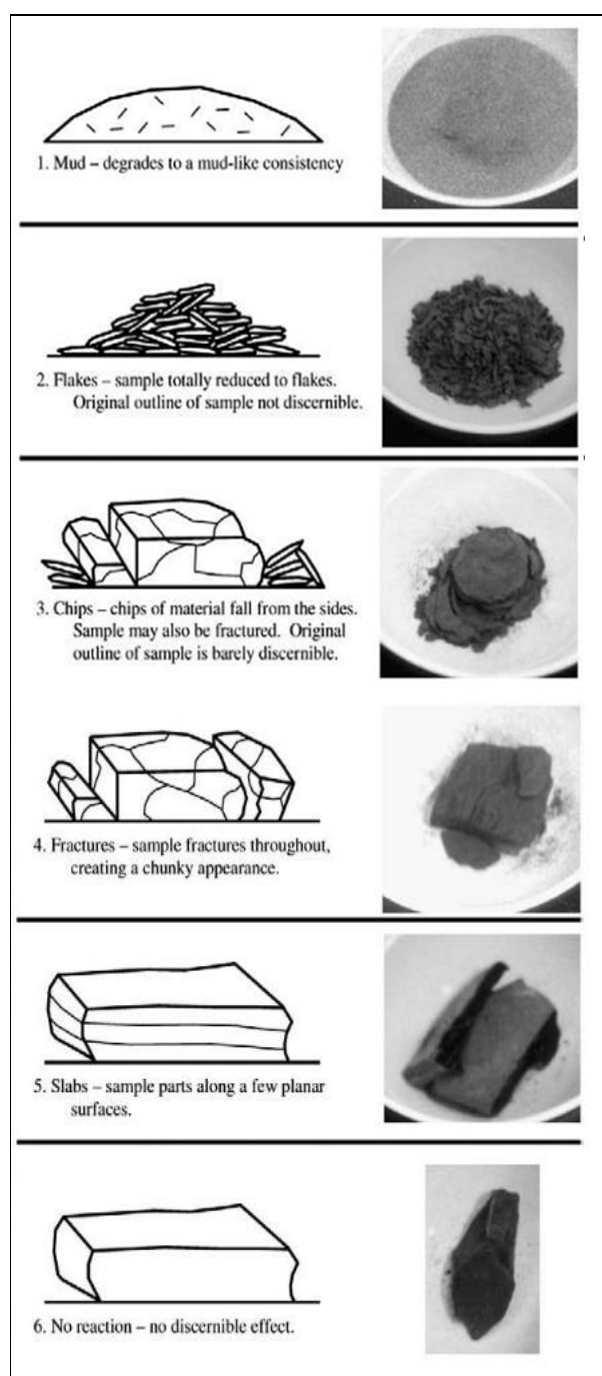 1. Mud – degrades to a mud-like consistency
2. Flakes – sample totally reduced to flakes.
Original outline of sample not discernible.
3. Chips – chips of material fall from the sides.
Sample may also be fractured. Original
outline of sample is barely discernible.
4. Fractures – sample fractures throughout,
creating a chunky appearance.
5. Slabs – sample parts along a few planar
surfaces.
6. No reaction – no discernible effect.